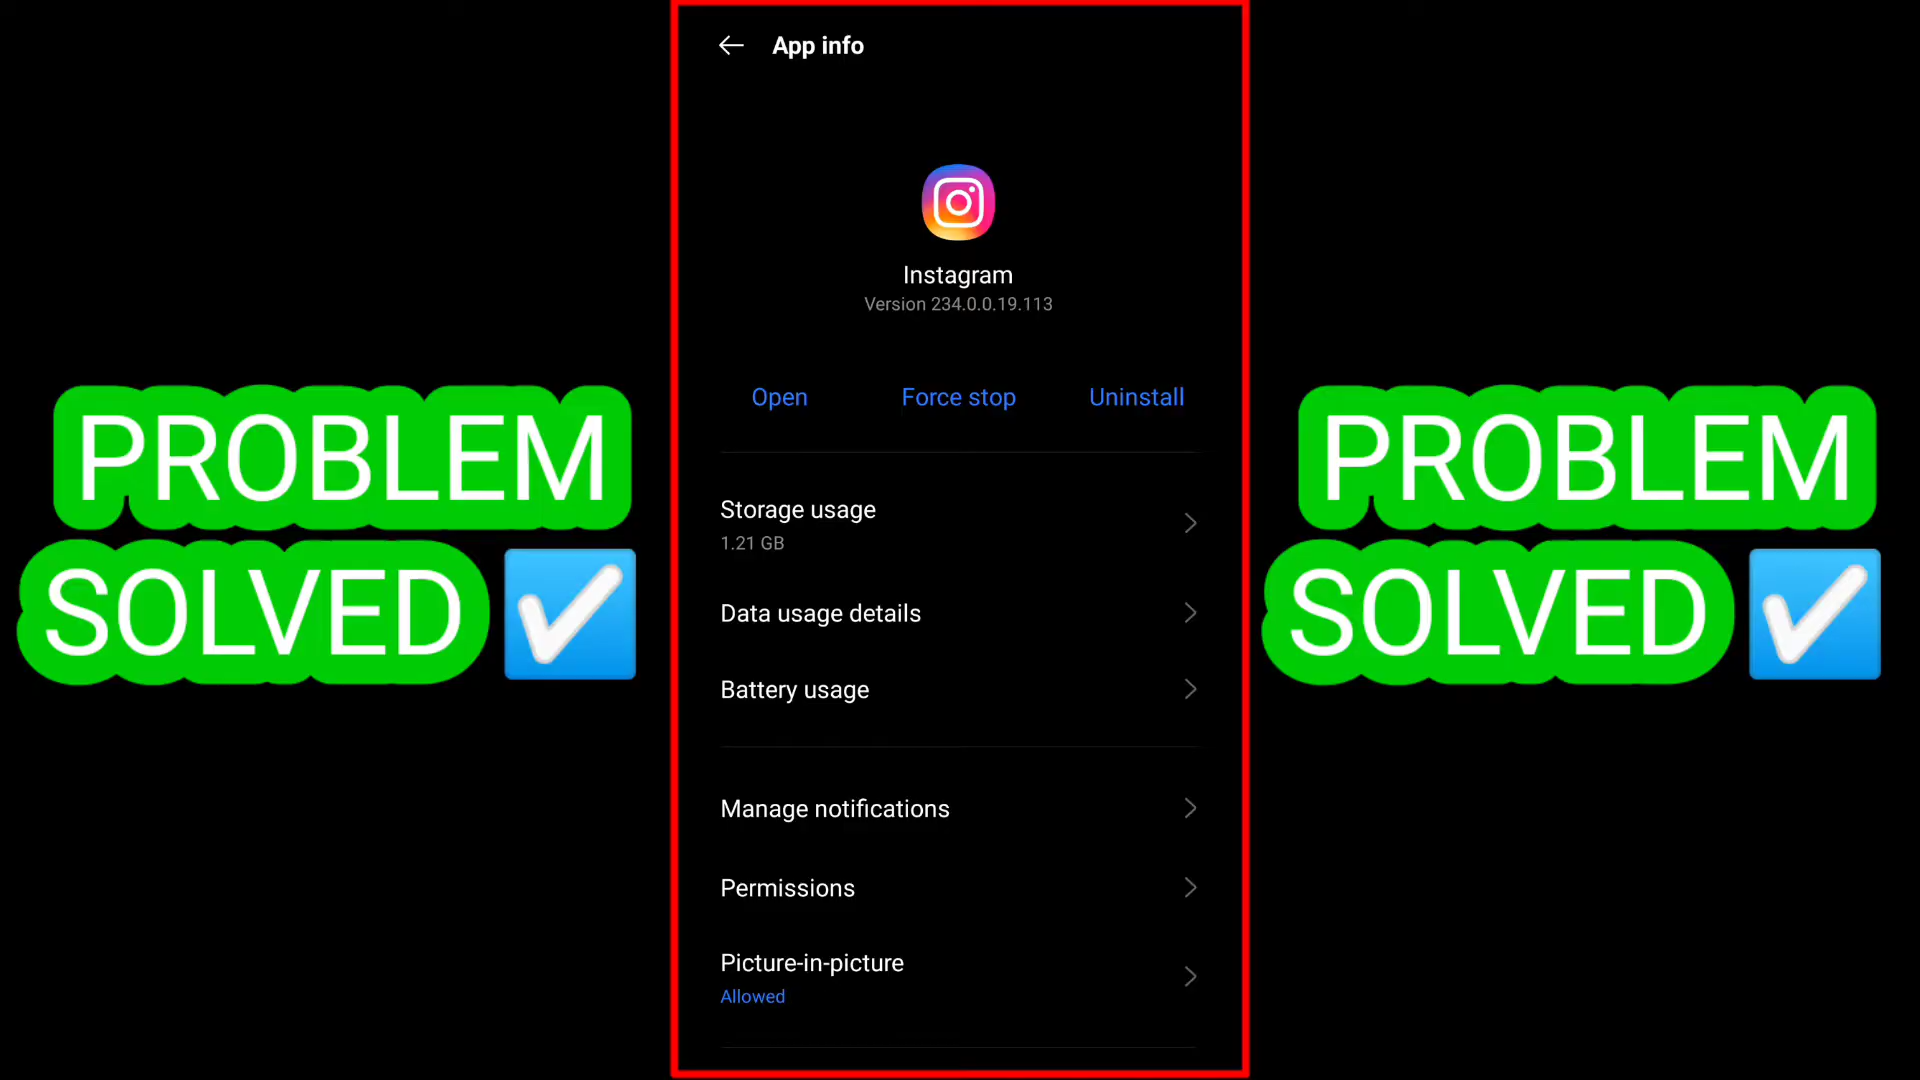 App info
Instagram
Version 234.0.0.19.113
Open Force stop Uninstall
PROBLEM
SOLVED ✅
Storage usage
1.21 GB
Data usage details
Battery usage
Manage notifications
Permissions
Picture-in-picture
Allowed
PROBLEM
SOLVED ✅